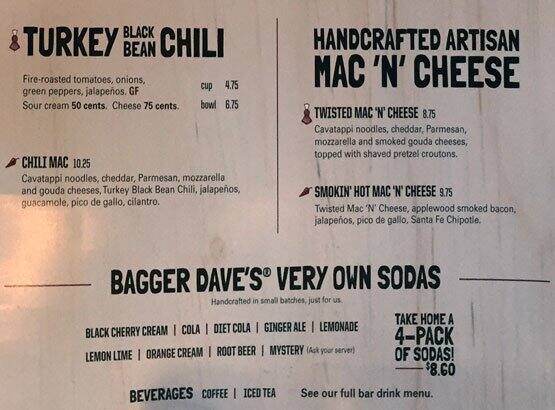 TURKEY BLACK BEAN CHILI
Fire-roasted tomatoes, onions,
green peppers, jalapeños. GF
cup 4.75
Sour cream 50 cents. Cheese 75 cents.
bowl 6.75
CHILI MAC 10.25
Cavatappi noodles, cheddar, Parmesan, mozzarella
and gouda cheeses, Turkey Black Bean Chili, jalapeños,
guacamole, pico de gallo, cilantro.
HANDCRAFTED ARTISAN
MAC 'N' CHEESE
TWISTED MAC 'N' CHEESE 8.75
Cavatappi noodles, cheddar, Parmesan,
mozzarella and smoked gouda cheeses,
topped with shaved pretzel croutons.
SMOKIN' HOT MAC 'N' CHEESE 9.75
Twisted Mac 'N' Cheese, applewood smoked bacon,
jalapeños, pico de gallo, Santa Fe Chipotle.
BAGGER DAVE'S® VERY OWN SODAS
Handcrafted in small batches, just for us.
BLACK CHERRY CREAM | COLA | DIET COLA | GINGER ALE | LEMONADE
LEMON LIME | ORANGE CREAM | ROOT BEER | MYSTERY (Ask your server)
TAKE HOME A
4-PACK
OF SODAS!
$8.60
BEVERAGES COFFEE | ICED TEA See our full bar drink menu.